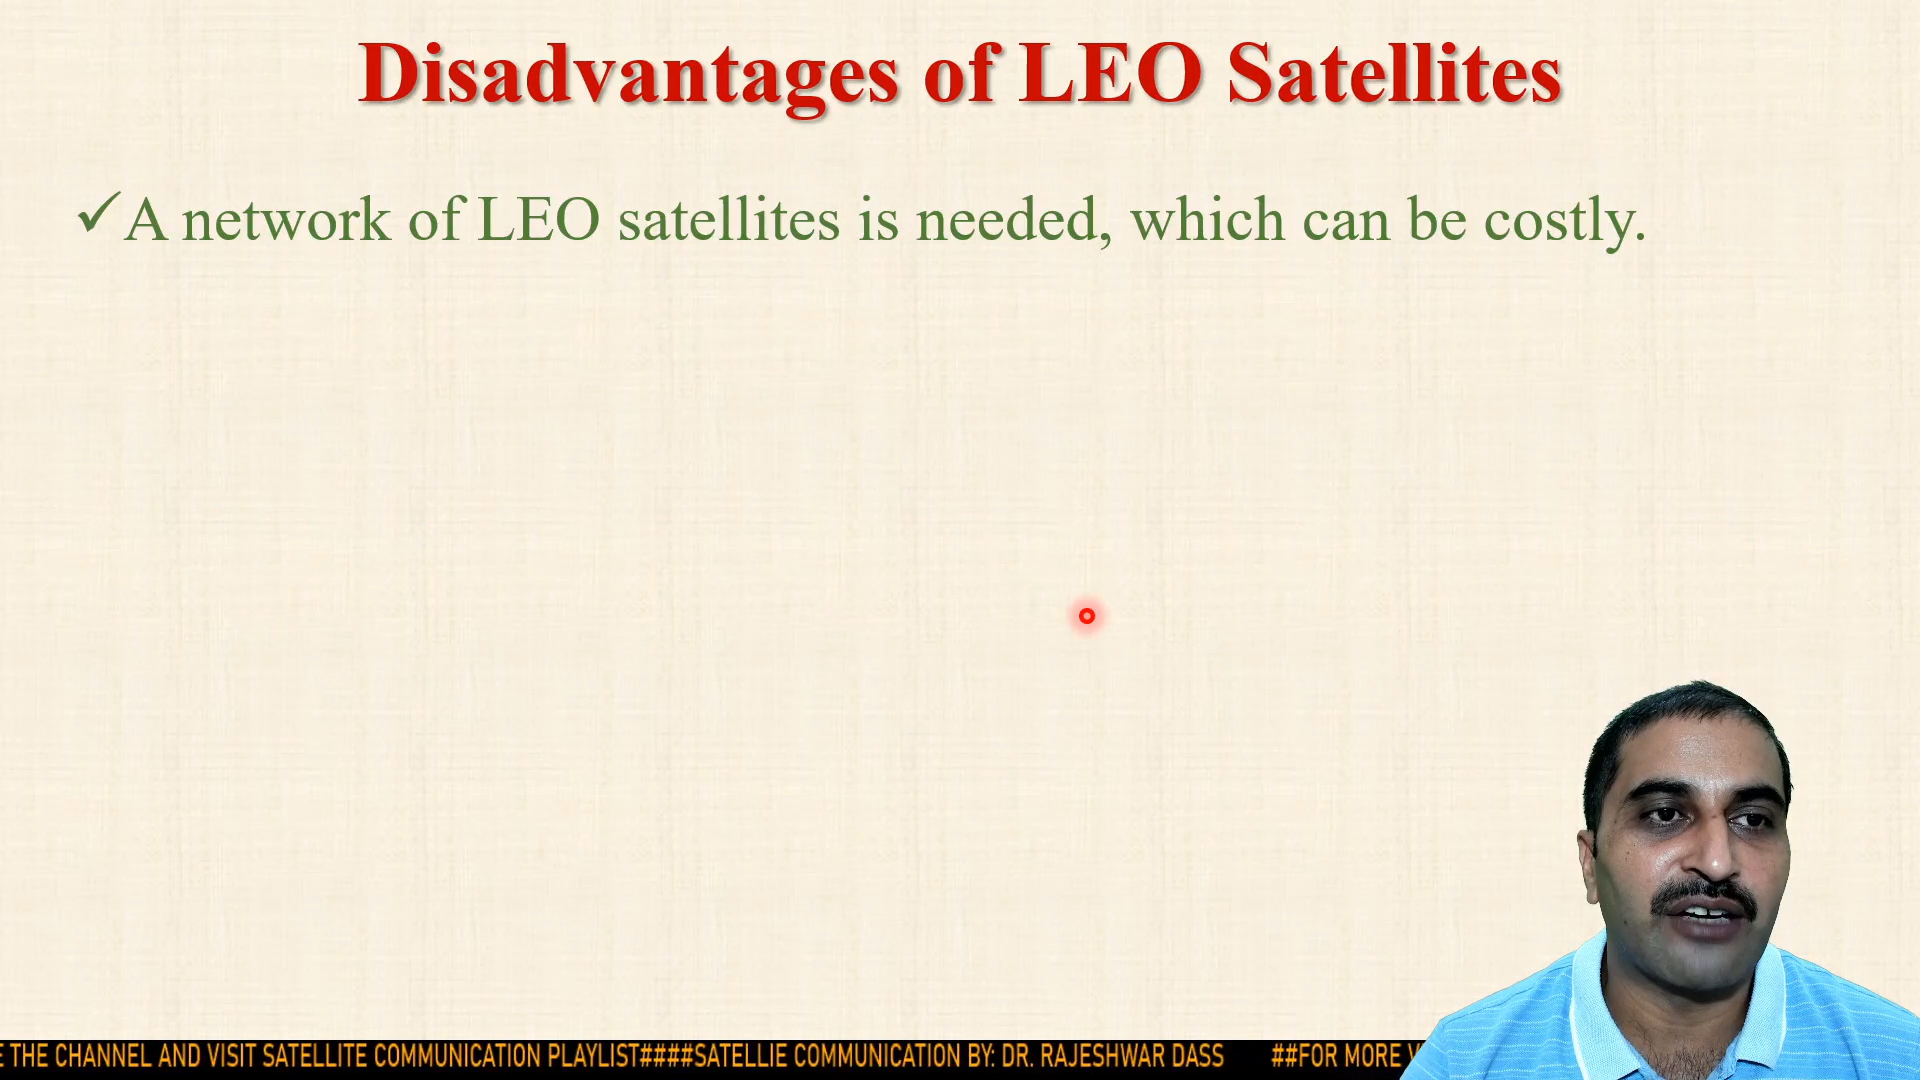 Disadvantages of LEO Satellites
✓A network of LEO satellites is needed, which can be costly.
E THE CHANNEL AND VISIT SATELLITE COMMUNICATION PLAYLIST####SATELLIE COMMUNICATION BY: DR. RAJESHWAR DASS ##FOR MORE